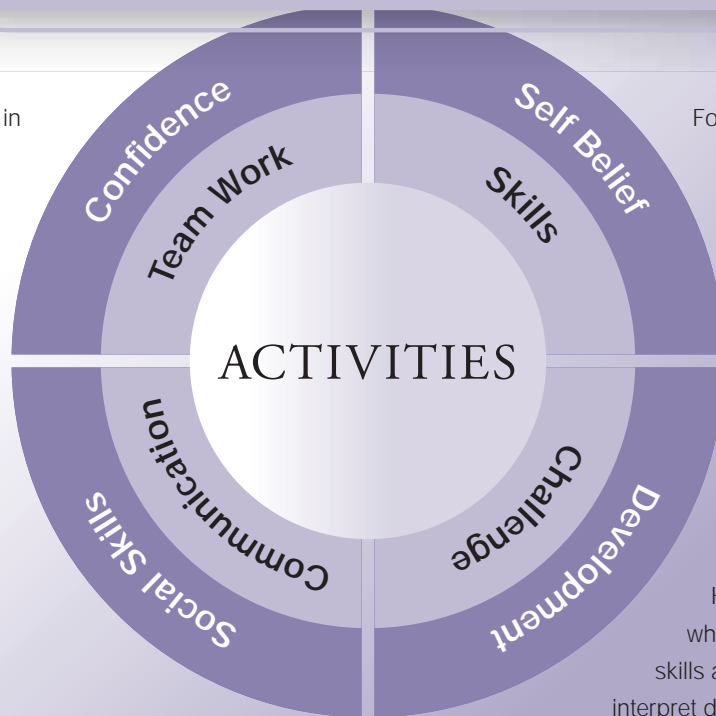 in
Confidence
Team Work
Self Belief
Skills
Fo
ACTIVITIES
Communication
Social Skills
Challenge
Development
H
wh
skills a
interpret d